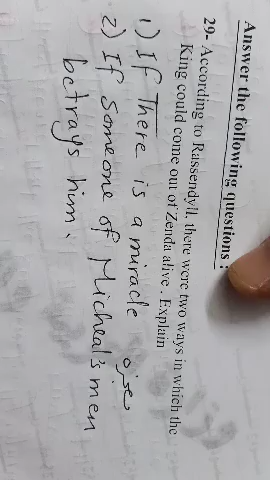 Answer the following questions :
29- According to Rassendyll, there were two ways in which the
King could come out of Zenda alive . Explain
1) If There is a miracle معجزة
2) If Someone of Micheal's men
betrays him.